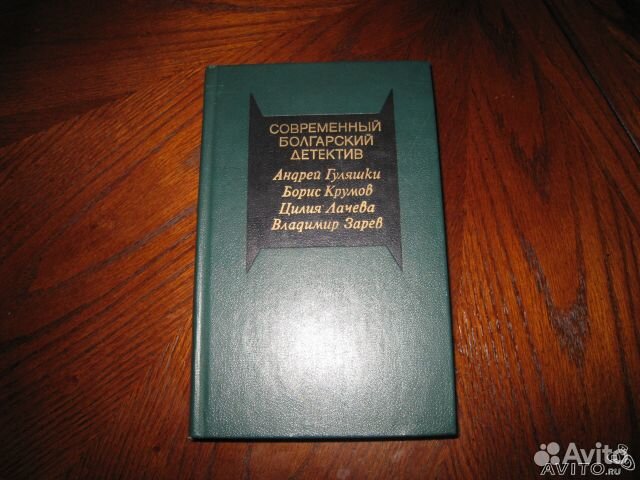 СОВРЕМЕННЫЙ
БОЛГАРСКИЙ
ДЕТЕКТИВ
Андрей Гуляшки
Борис Крумов
Цилия Лачева
Владимир Зарев
Avito
AVITO.RU